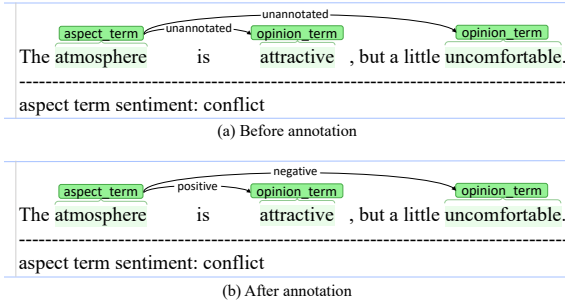 unannotated
aspect_term unannotated opinion_term opinion_term
The atmosphere is attractive , but a little uncomfortable.
aspect term sentiment: conflict
(a) Before annotation
negative
aspect_term positive opinion_term opinion_term
The atmosphere is attractive , but a little uncomfortable.
aspect term sentiment: conflict
(b) After annotation